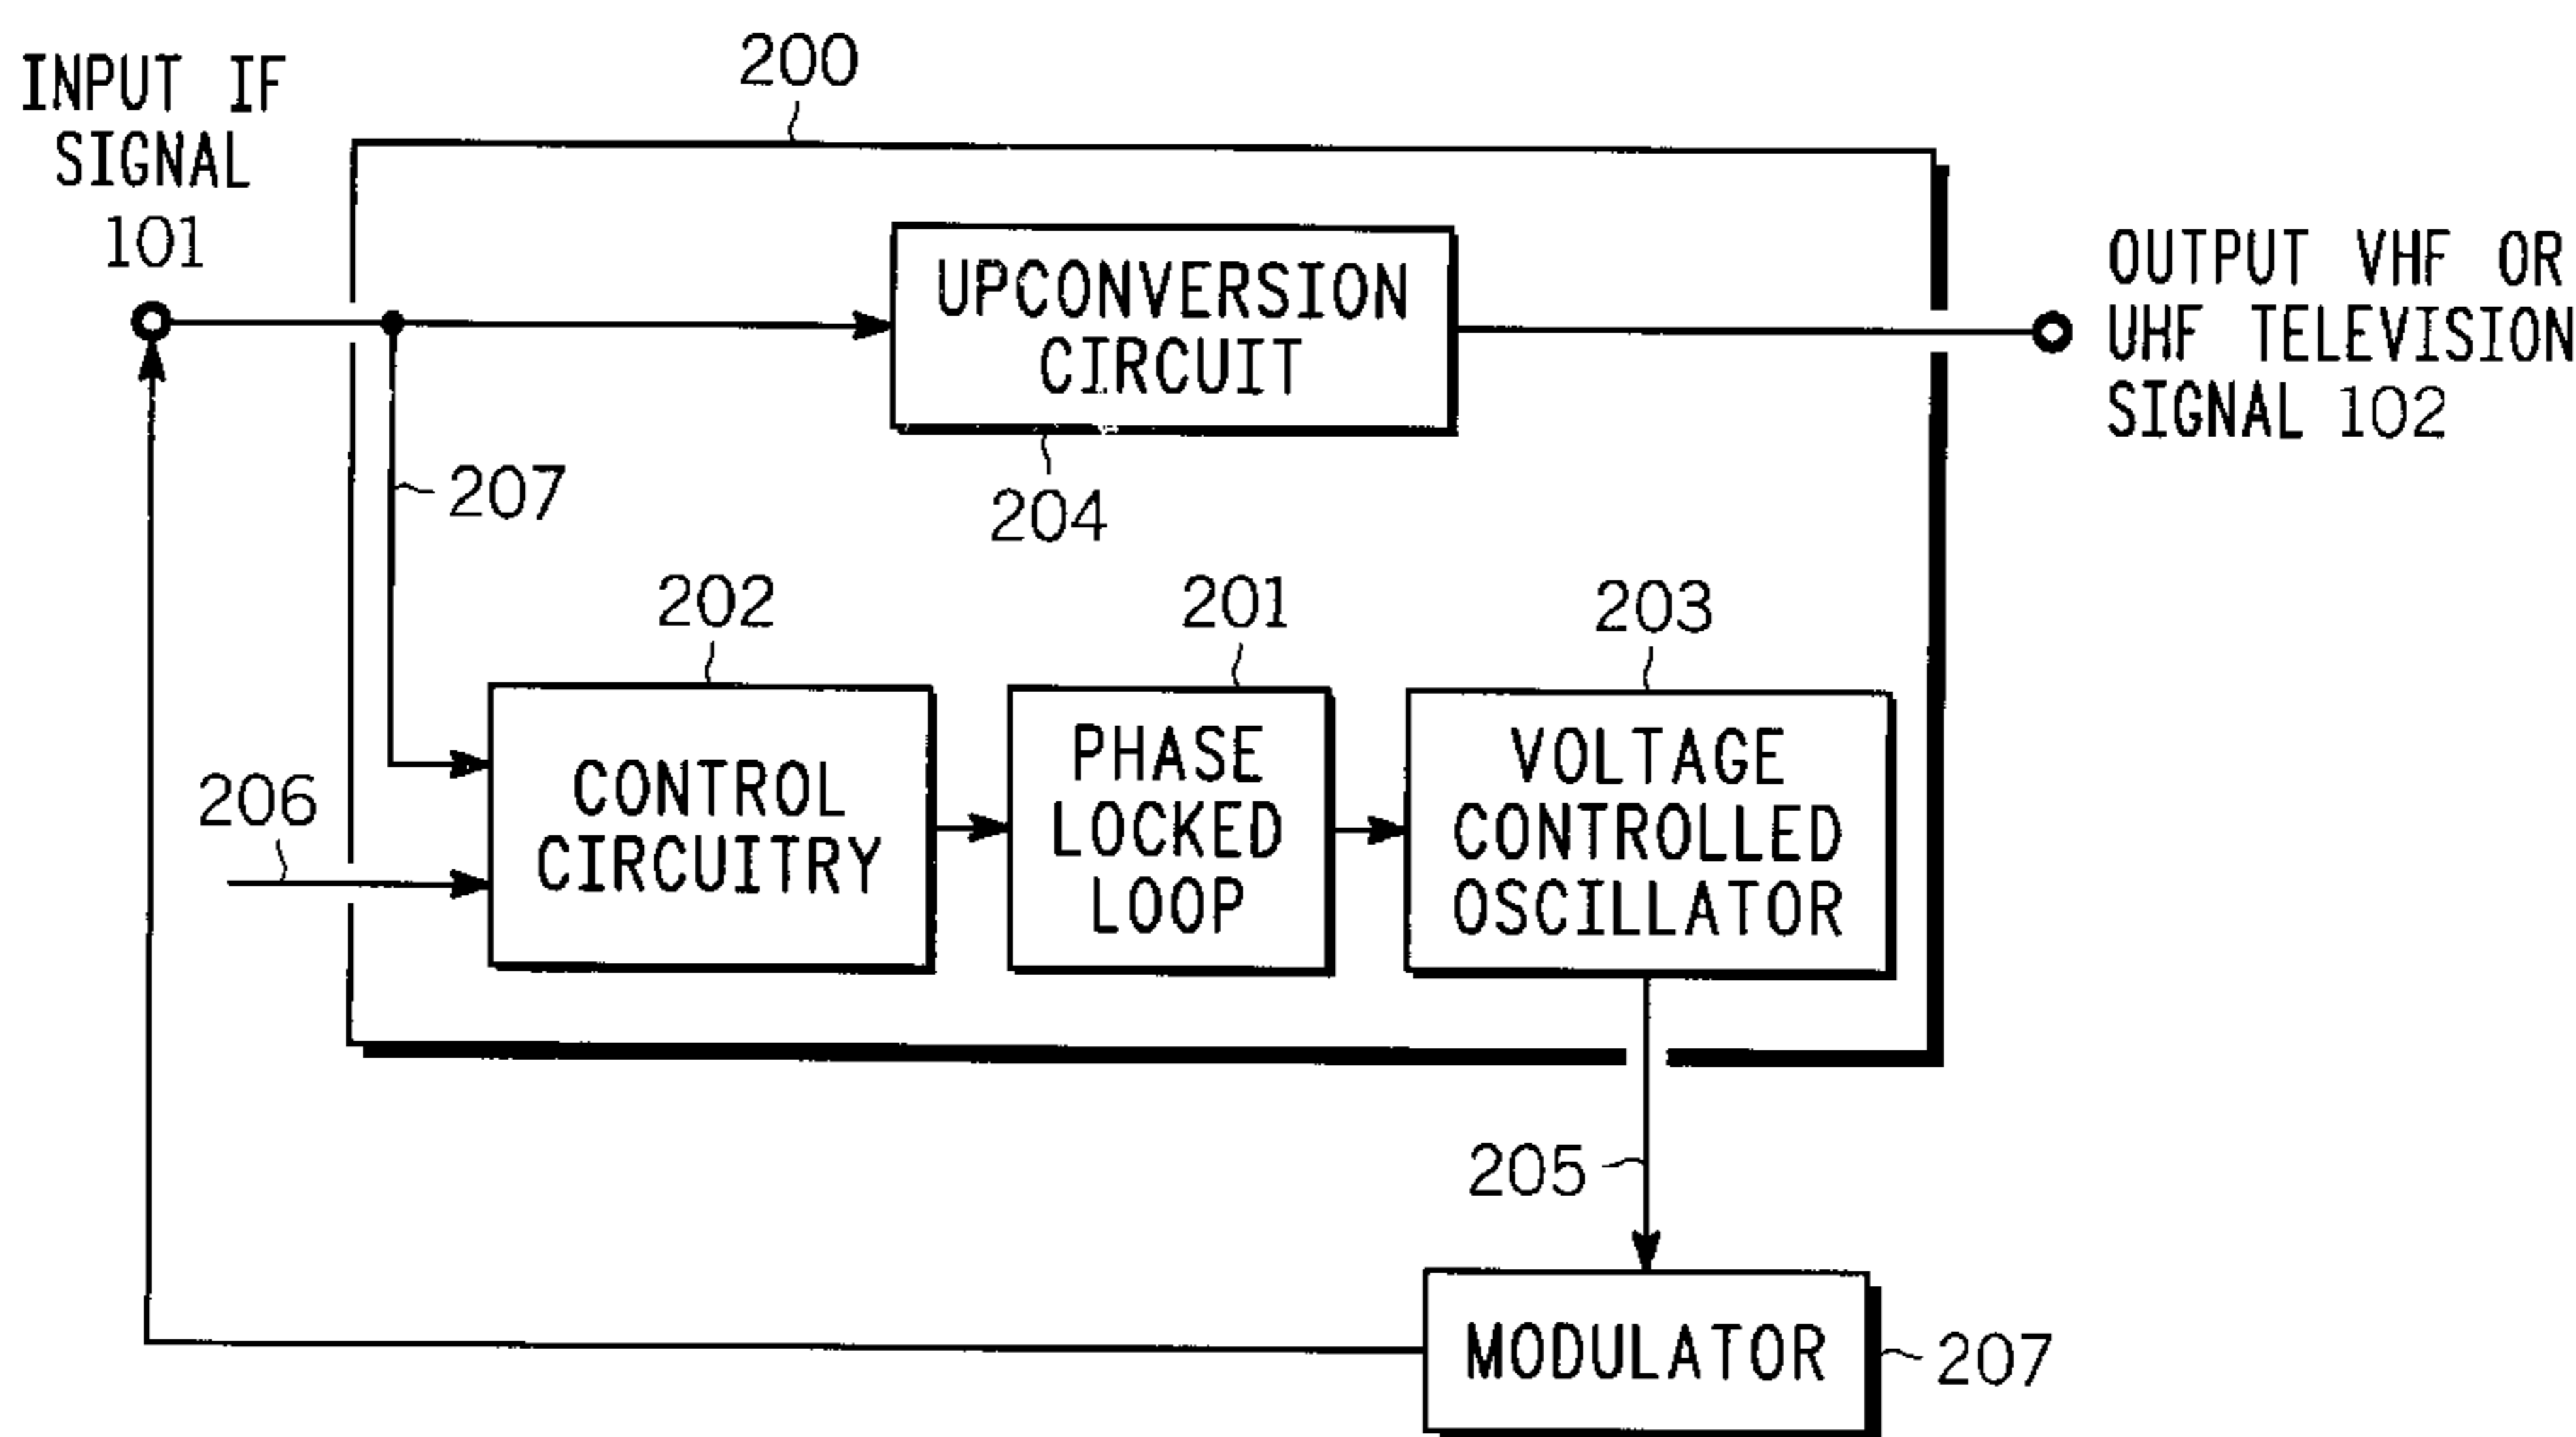 200
INPUT IF
SIGNAL
101
UPCONVERSION
CIRCUIT
204
OUTPUT VHF OR
UHF TELEVISION
SIGNAL 102
207
202
201
203
206
CONTROL
CIRCUITRY
PHASE
LOCKED
LOOP
VOLTAGE
CONTROLLED
OSCILLATOR
205
MODULATOR
207